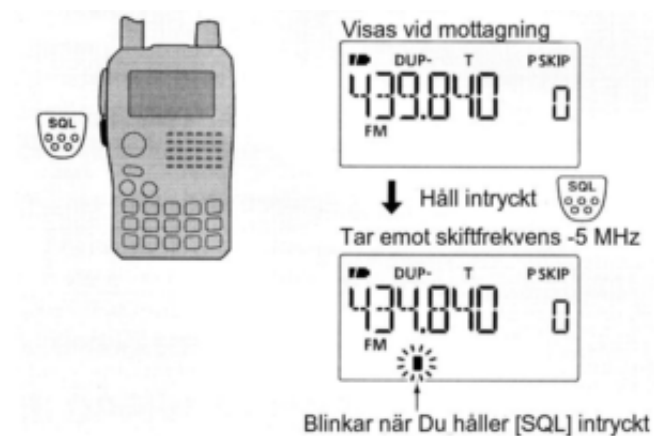 SQL
Visas vid mottagning
DUP- T PSKIP
439.840 0
FM
Håll intryckt SQL
Tar emot skiftfrekvens -5 MHz
DUP- T PSKIP
434.840 0
FM
Blinkar när Du håller [SQL] intryckt